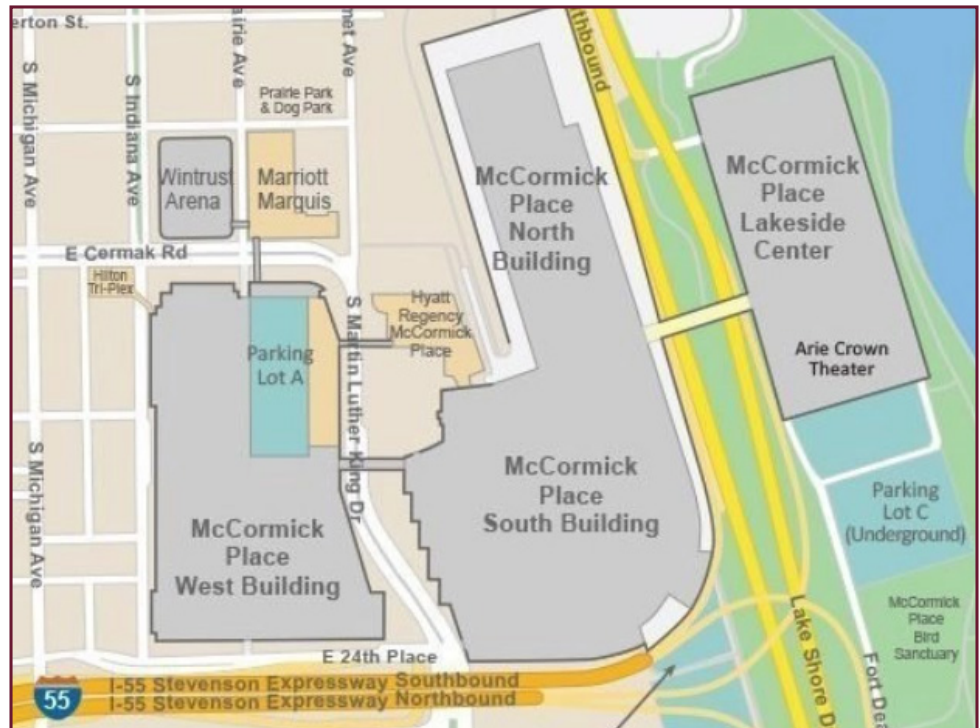 erton St.
S Michigan Ave
S Indiana Ave
airie Ave
met Ave
Prairie Park
& Dog Park
thbound
Wintrust
Arena
Marriott
Marquis
McCormick
Place
North
Building
McCormick
Place
Lakeside
Center
E Cermak Rd
Hilton
Tri-Plex
Hyatt
Regency
McCormick
Place
S Martin Luther King Dr
Parking
Lot A
Arie Crown
Theater
S Michigan Ave
McCormick
Place
South Building
Parking
Lot C
(Underground)
McCormick
Place
West Building
McCormick
Place
Bird
Sanctuary
Lake Shore D
Fort Dea
E 24th Place
55
I-55 Stevenson Expressway Southbound
I-55 Stevenson Expressway Northbound